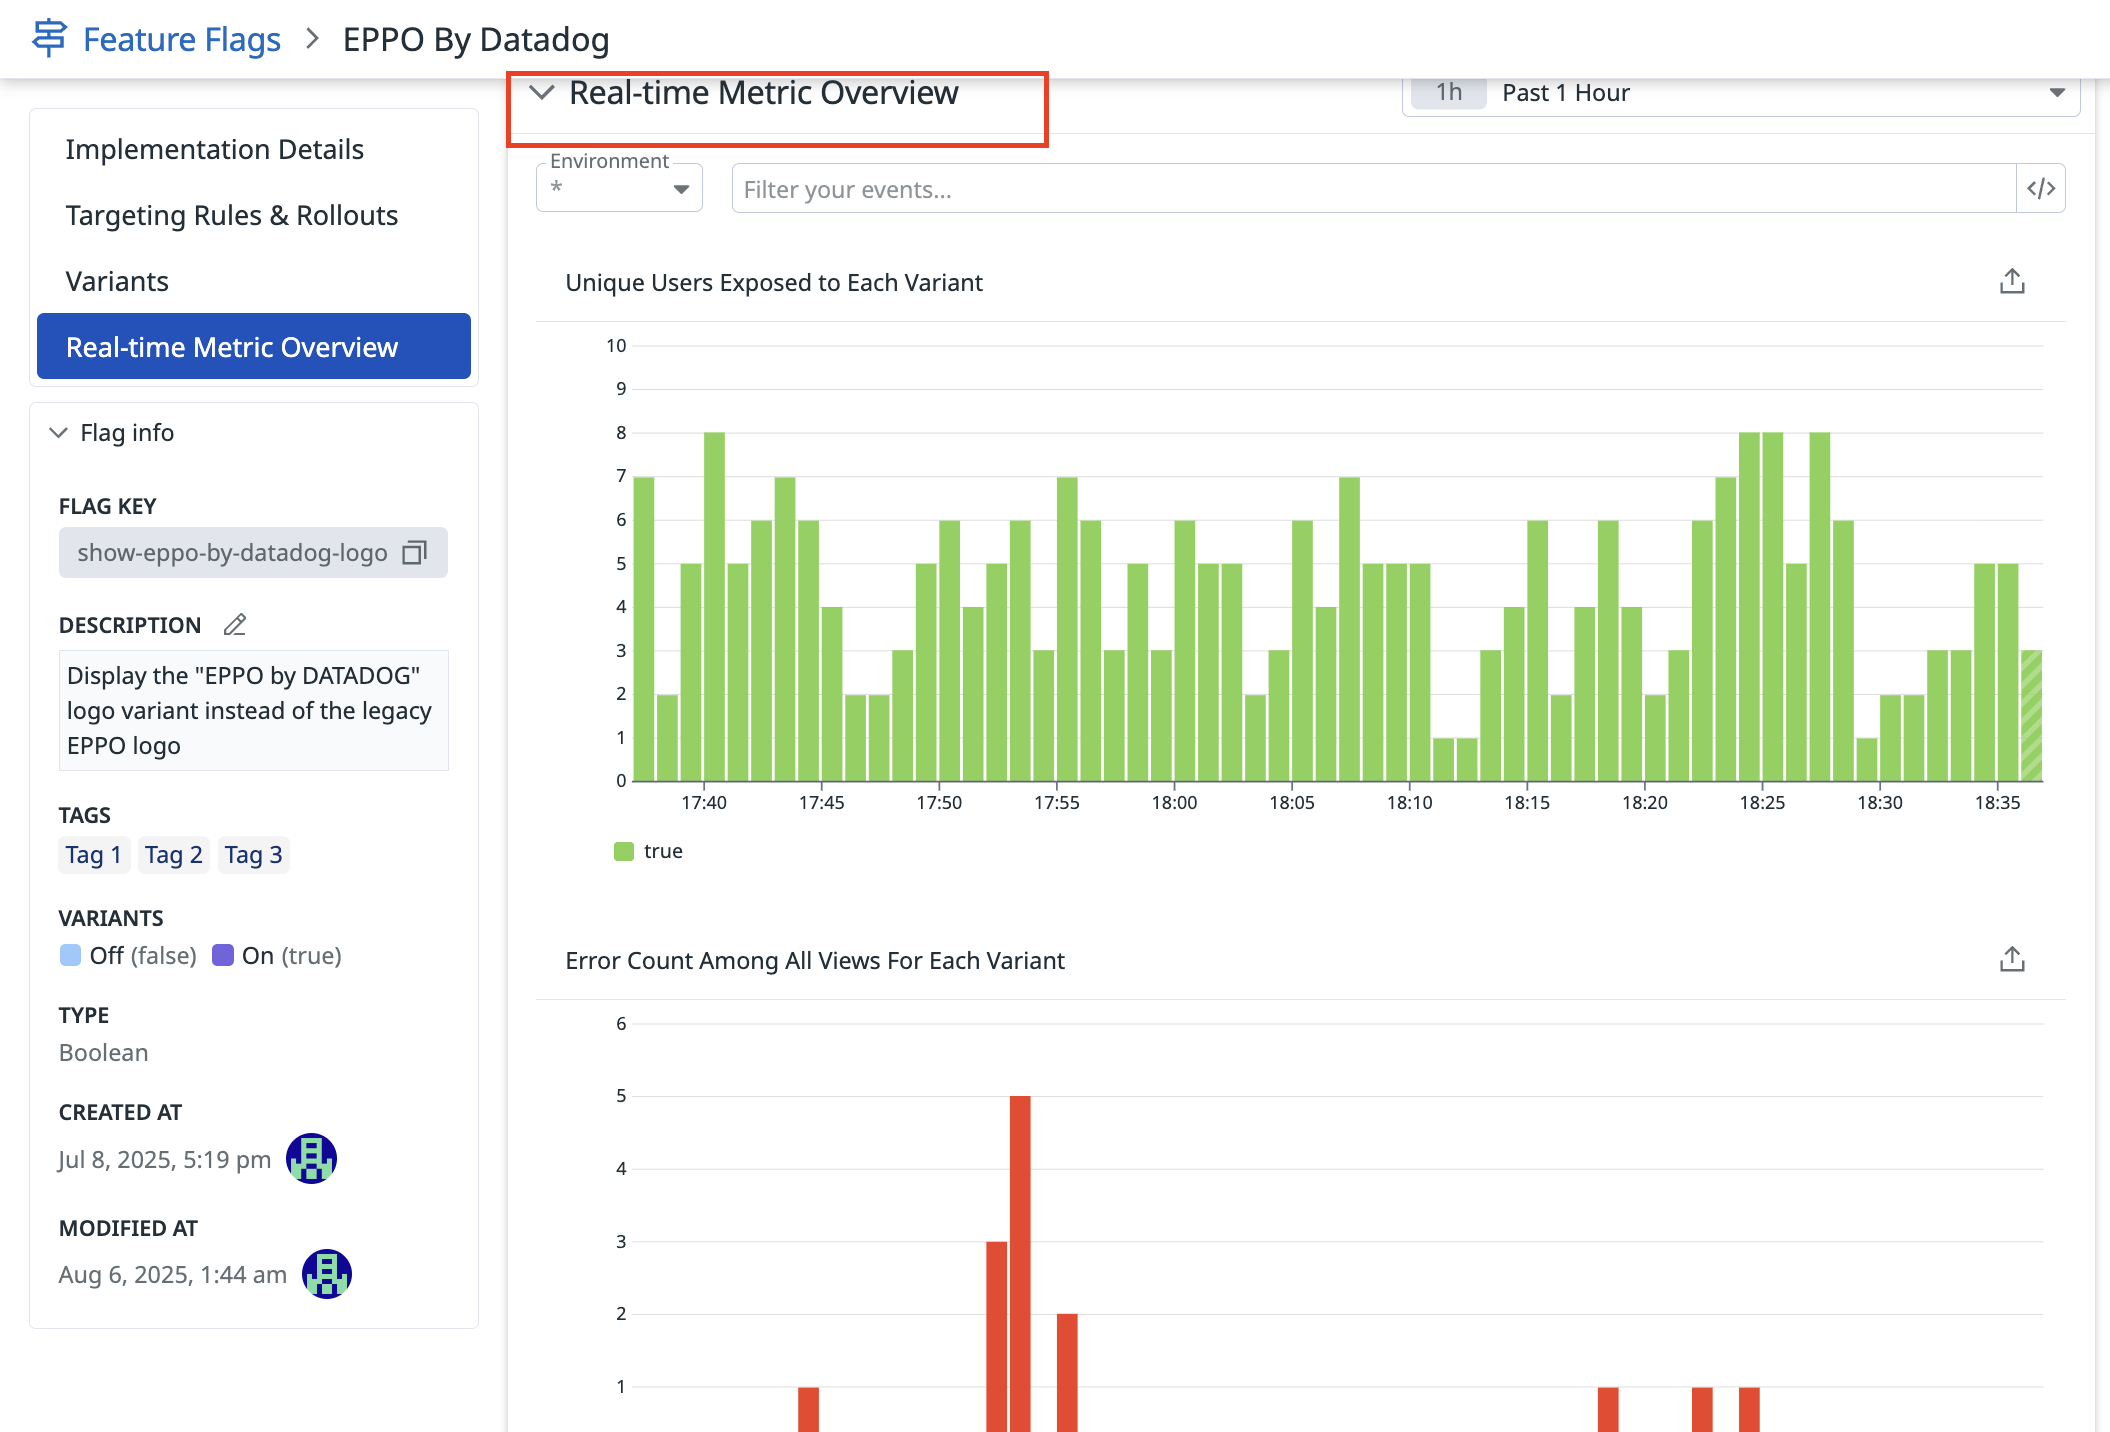 Feature Flags > EPPO By Datadog
Implementation Details
Targeting Rules & Rollouts
Variants
Real-time Metric Overview
Flag info
FLAG KEY
show-eppo-by-datadog-logo
DESCRIPTION
Display the "EPPO by DATADOG"
logo variant instead of the legacy
EPPO logo
TAGS
Tag 1 Tag 2 Tag 3
VARIANTS
Off (false) On (true)
TYPE
Boolean
CREATED AT
Jul 8, 2025, 5:19 pm
MODIFIED AT
Aug 6, 2025, 1:44 am
Real-time Metric Overview
1h Past 1 Hour
Environment
*
Filter your events...
</>
Unique Users Exposed to Each Variant
10
9
8
7
6
5
4
3
2
1
0
17:40 17:45 17:50 17:55 18:00 18:05 18:10 18:15 18:20 18:25 18:30 18:35
true
Error Count Among All Views For Each Variant
6
5
4
3
2
1